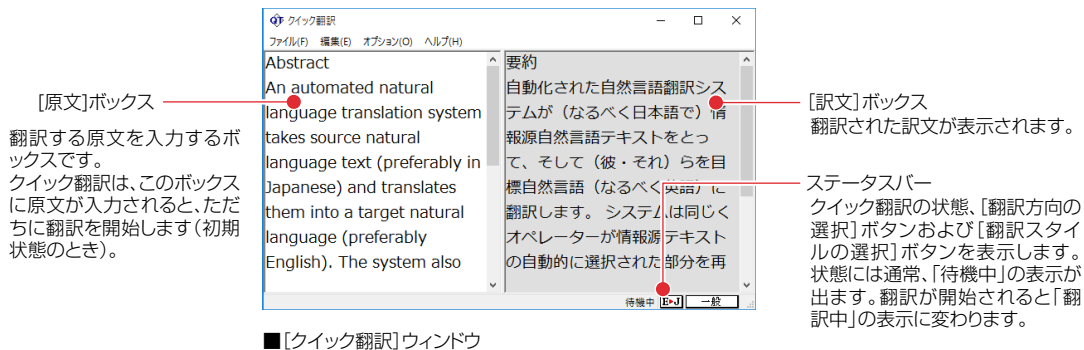 クイック翻訳
ファイル(F) 編集(E) オプション(O) ヘルプ(H)
Abstract
An automated natural
language translation system
takes source natural
language text (preferably in
Japanese) and translates
them into a target natural
language (preferably
English). The system also
要約
自動化された自然言語翻訳シス
テムが（なるべく日本語で）情
報源自然言語テキストをとっ
て、そして（彼・それ）らを目
標自然言語（なるべく英語）に
翻訳します。 システムは同じく
オペレーターが情報源テキスト
の自動的に選択された部分を再
待機中 E▸J 一般
[原文]ボックス
翻訳する原文を入力するボ
ックスです。
クイック翻訳は、このボックス
に原文が入力されると、ただ
ちに翻訳を開始します(初期
状態のとき)。
[訳文]ボックス
翻訳された訳文が表示されます。
ステータスバー
クイック翻訳の状態、[翻訳方向の
選択]ボタンおよび[翻訳スタイ
ルの選択]ボタンを表示します。
状態には通常、「待機中」の表示が
出ます。翻訳が開始されると「翻
訳中」の表示に変わります。
■[クイック翻訳]ウィンドウ